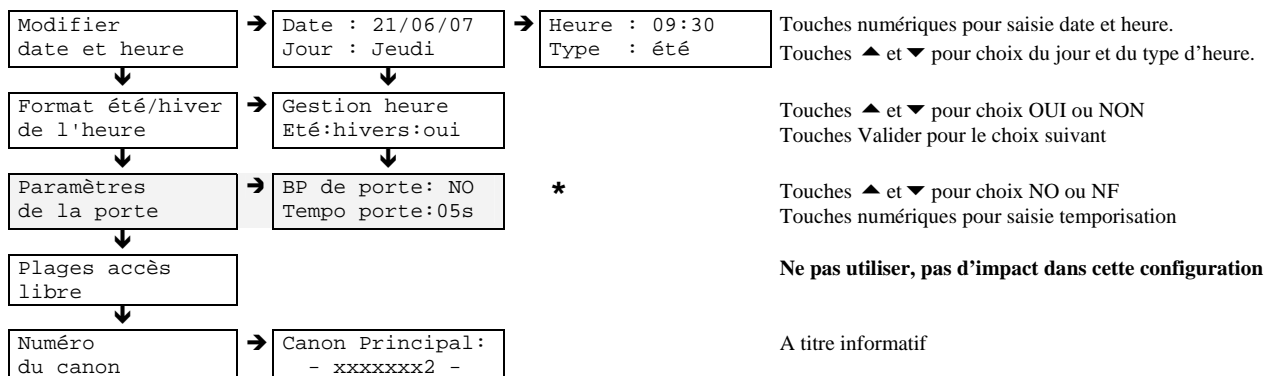 Modifier
date et heure
Date : 21/06/07
Jour : Jeudi
Heure : 09:30
Type : été
Touches numériques pour saisie date et heure.
Touches ▲ et ▼ pour choix du jour et du type d'heure.
Format été/hiver
de l'heure
Gestion heure
Eté:hivers:oui
Touches ▲ et ▼ pour choix OUI ou NON
Touches Valider pour le choix suivant
Paramètres
de la porte
BP de porte: NO
Tempo porte:05s
*
Touches ▲ et ▼ pour choix NO ou NF
Touches numériques pour saisie temporisation
Plages accès
libre
Ne pas utiliser, pas d'impact dans cette configuration
Numéro
du canon
Canon Principal:
- xxxxxxx2 -
A titre informatif